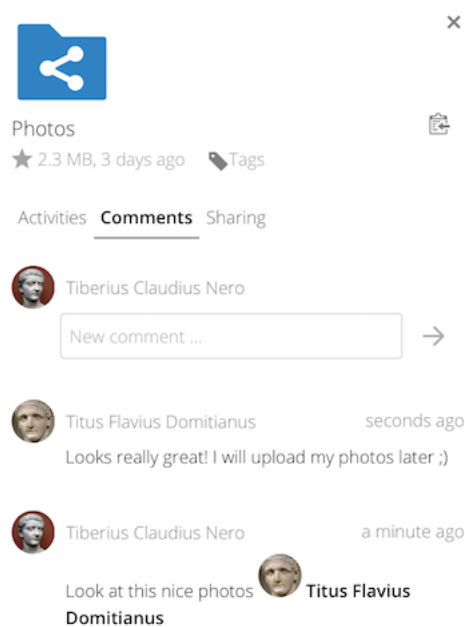 Photos
2.3 MB, 3 days ago Tags
Activities Comments Sharing
Tiberius Claudius Nero
New comment ...
Titus Flavius Domitianus seconds ago
Looks really great! I will upload my photos later ;)
Tiberius Claudius Nero a minute ago
Look at this nice photos Titus Flavius
Domitianus